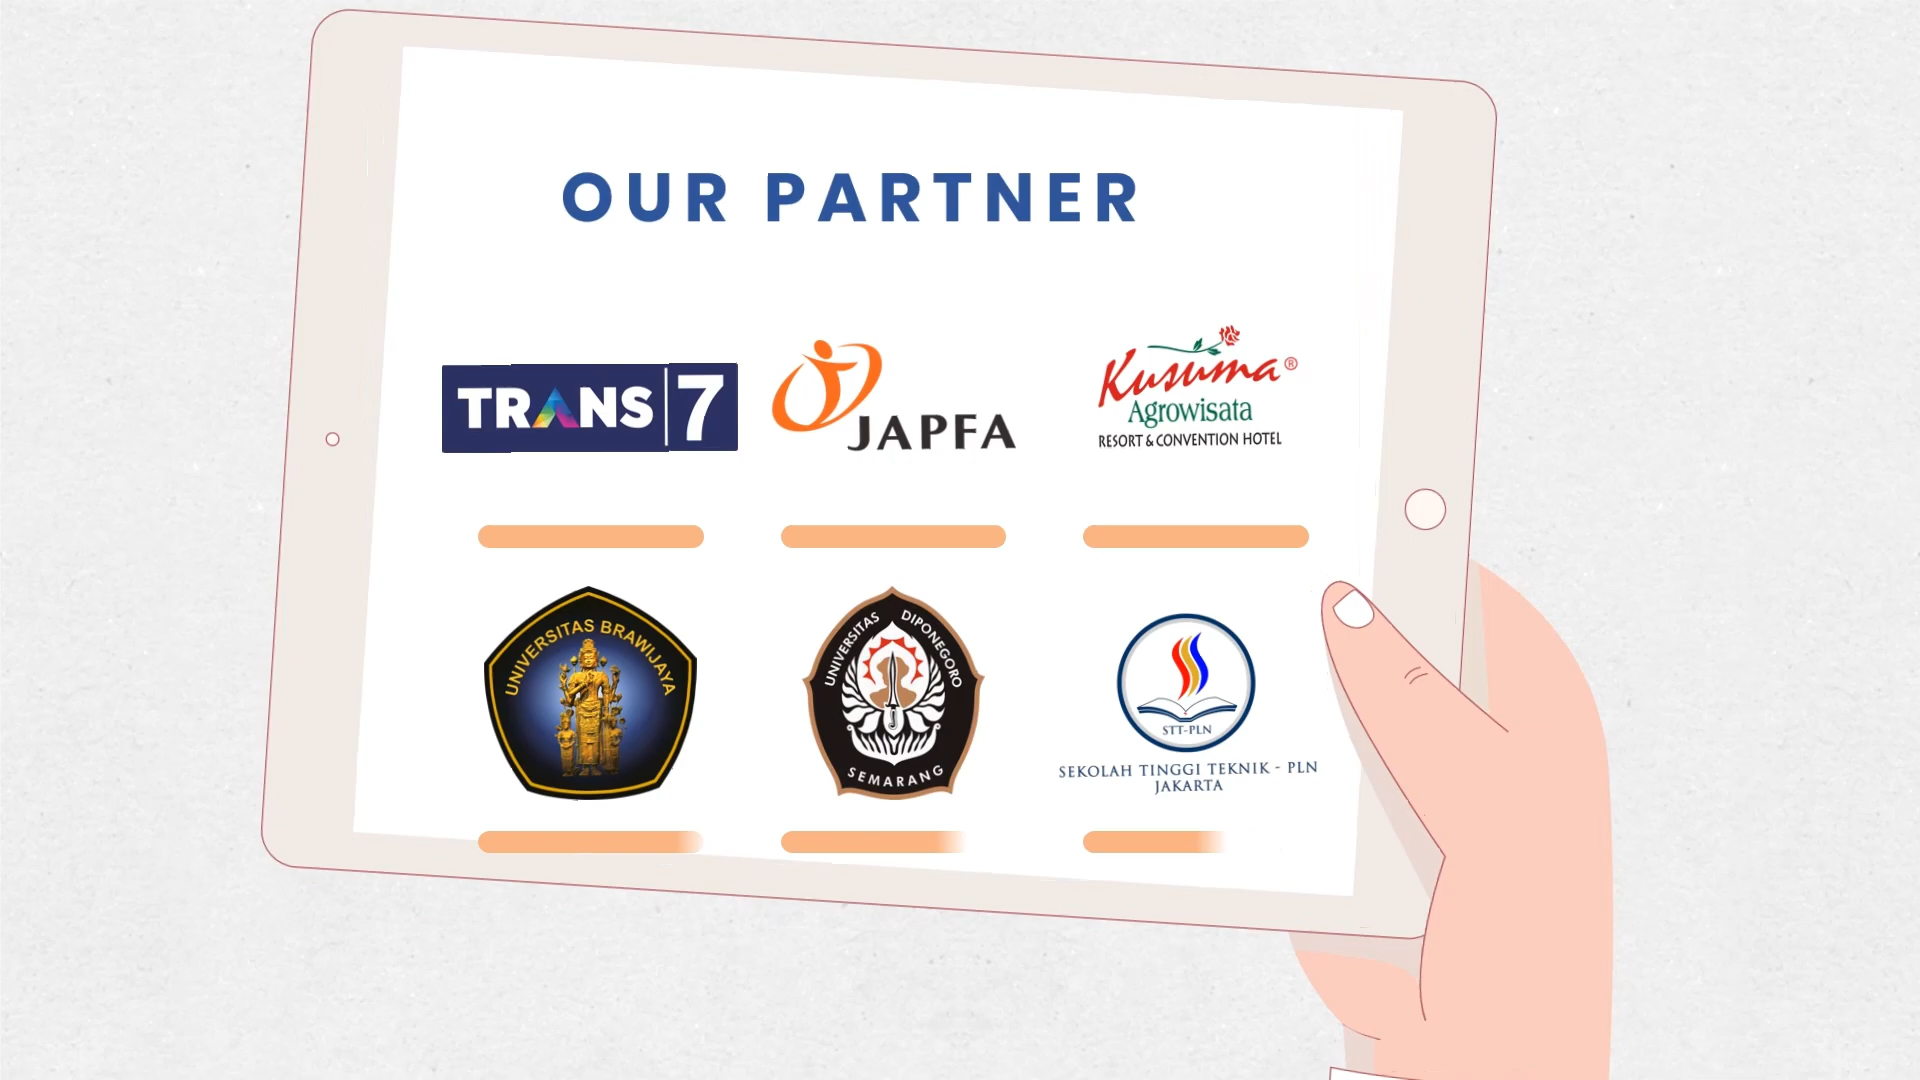 OUR PARTNER
TRANS 7
JAPFA
Kusuma®
Agrowisata
RESORT & CONVENTION HOTEL
UNIVERSITAS BRAWIJAYA
UNIVERSITAS DIPONEGORO
SEMARANG
STT-PLN
SEKOLAH TINGGI TEKNIK - PLN
JAKARTA